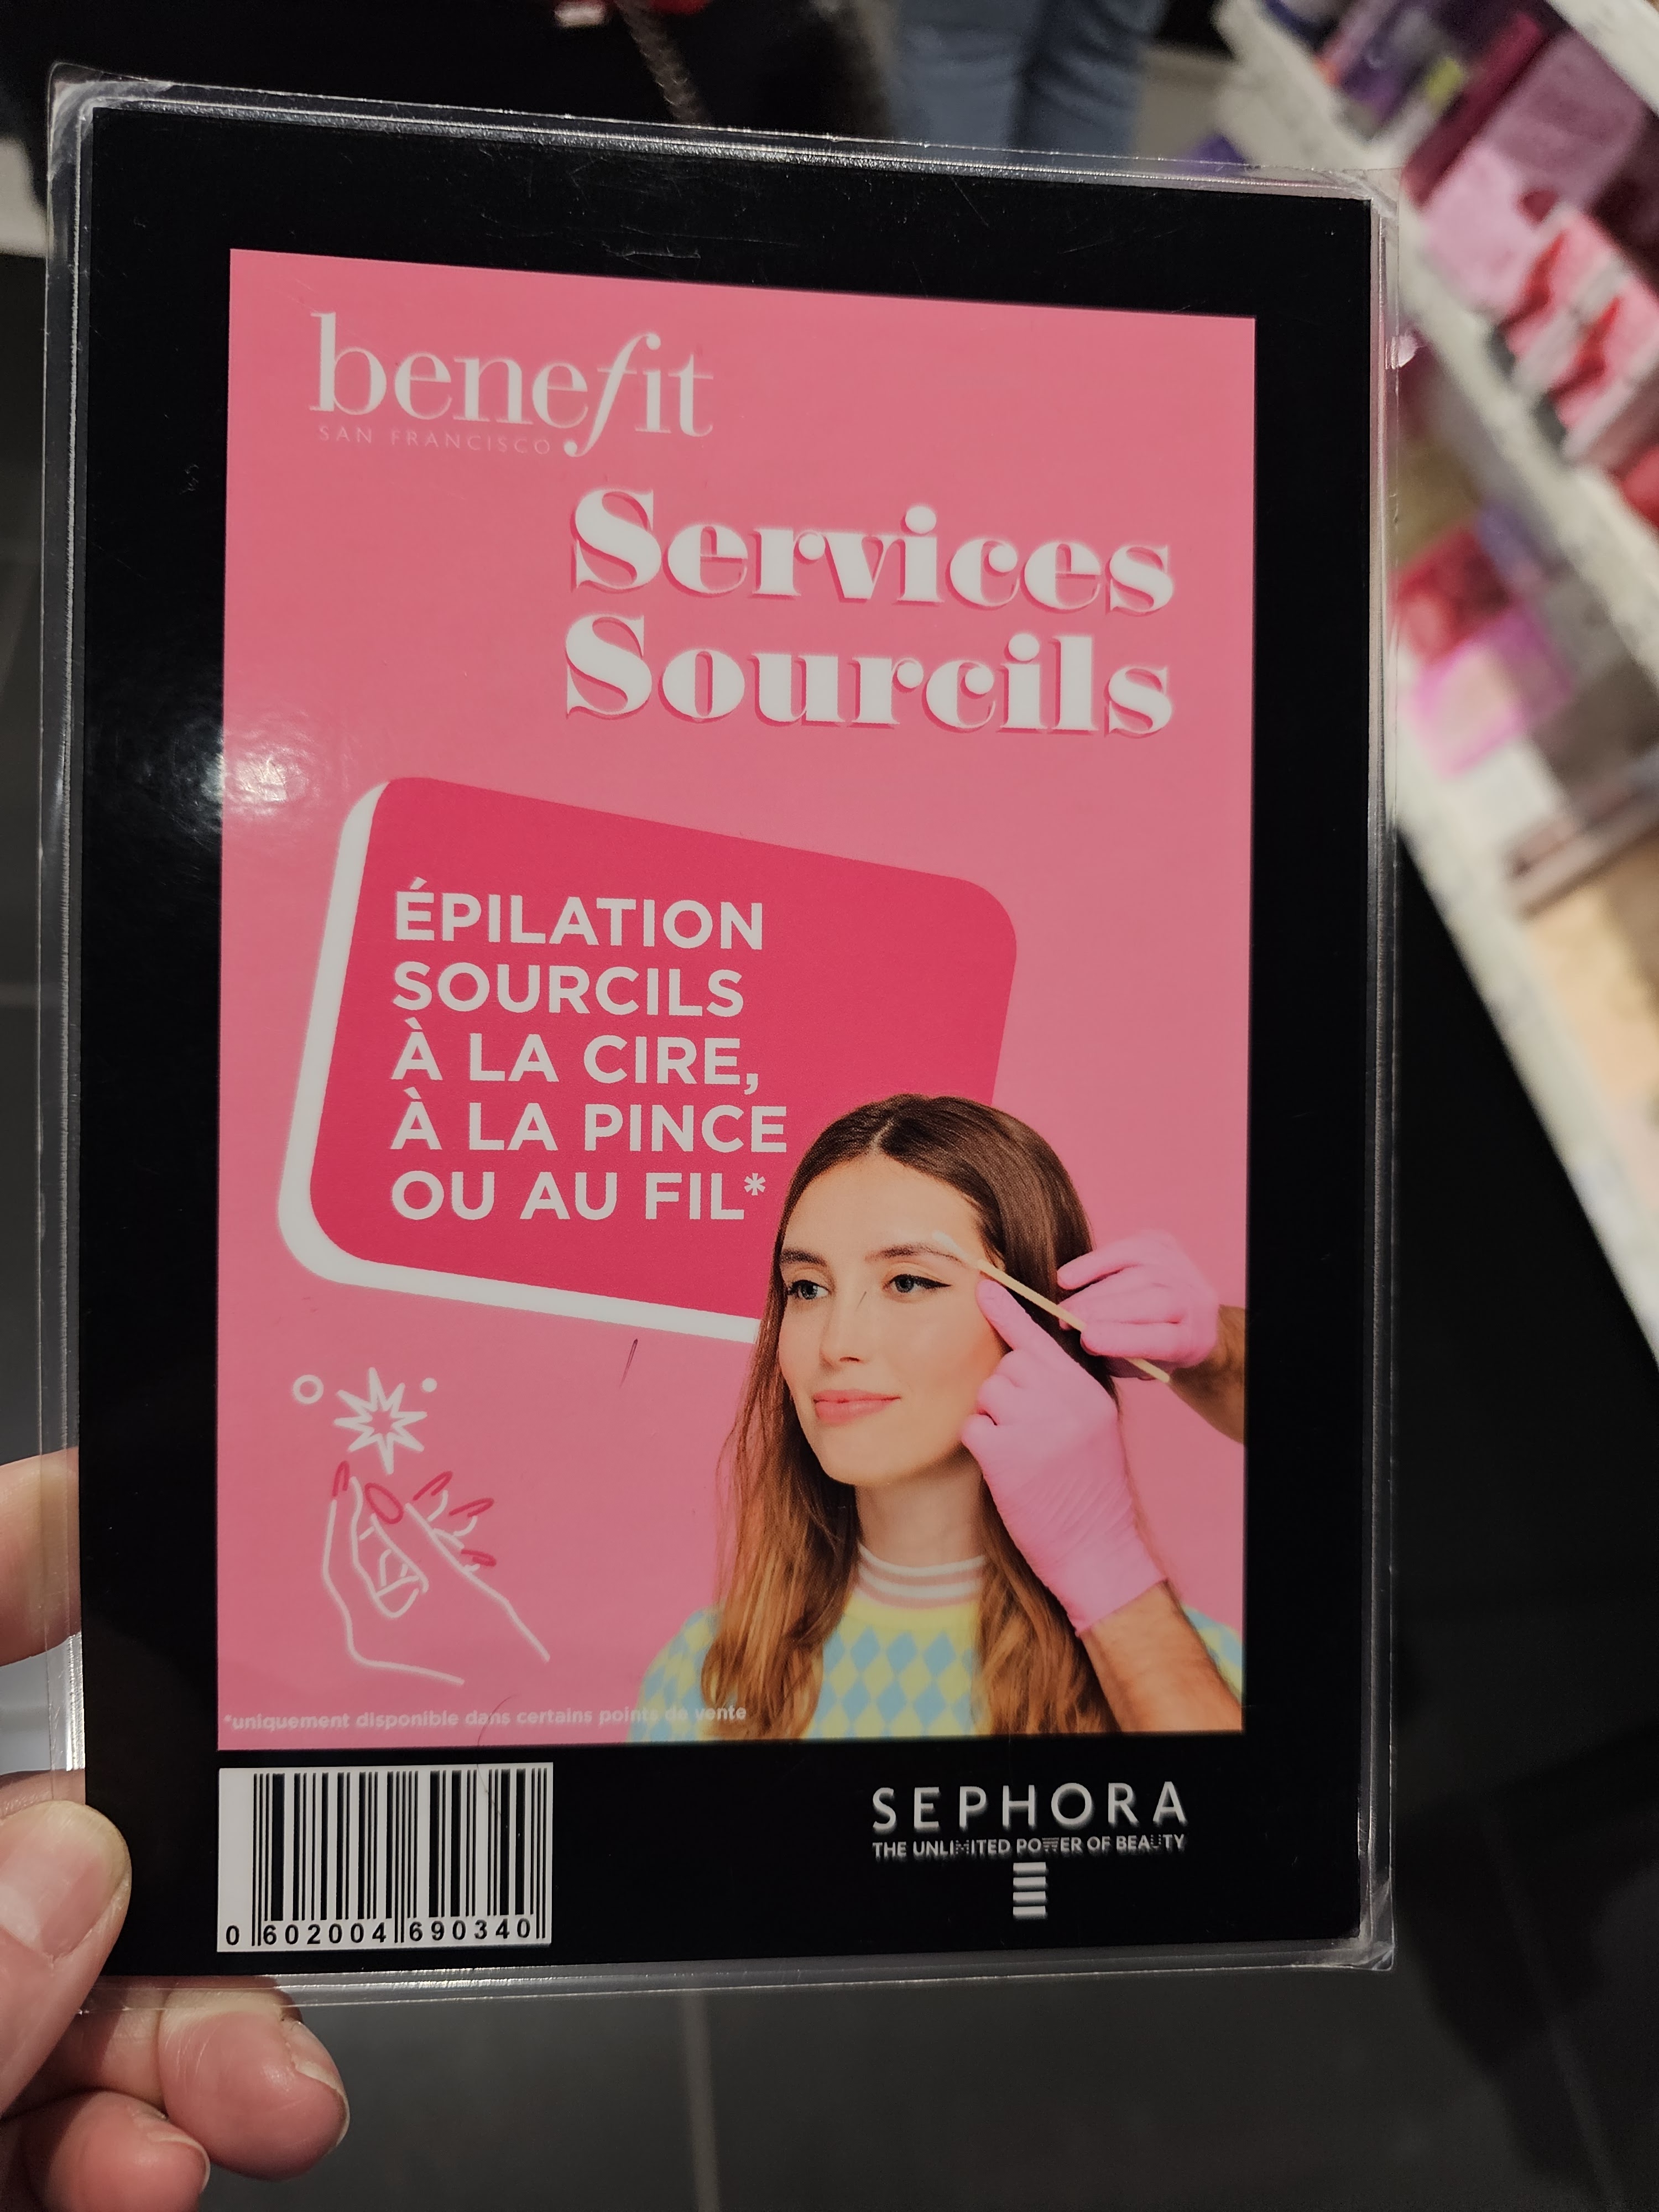 benefit
SAN FRANCISCO
Services
Sourcils
ÉPILATION
SOURCILS
À LA CIRE,
À LA PINCE
OU AU FIL*
*uniquement disponible dans certains points de vente
0 602004 690340
SEPHORA
THE UNLIMITED POWER OF BEAUTY